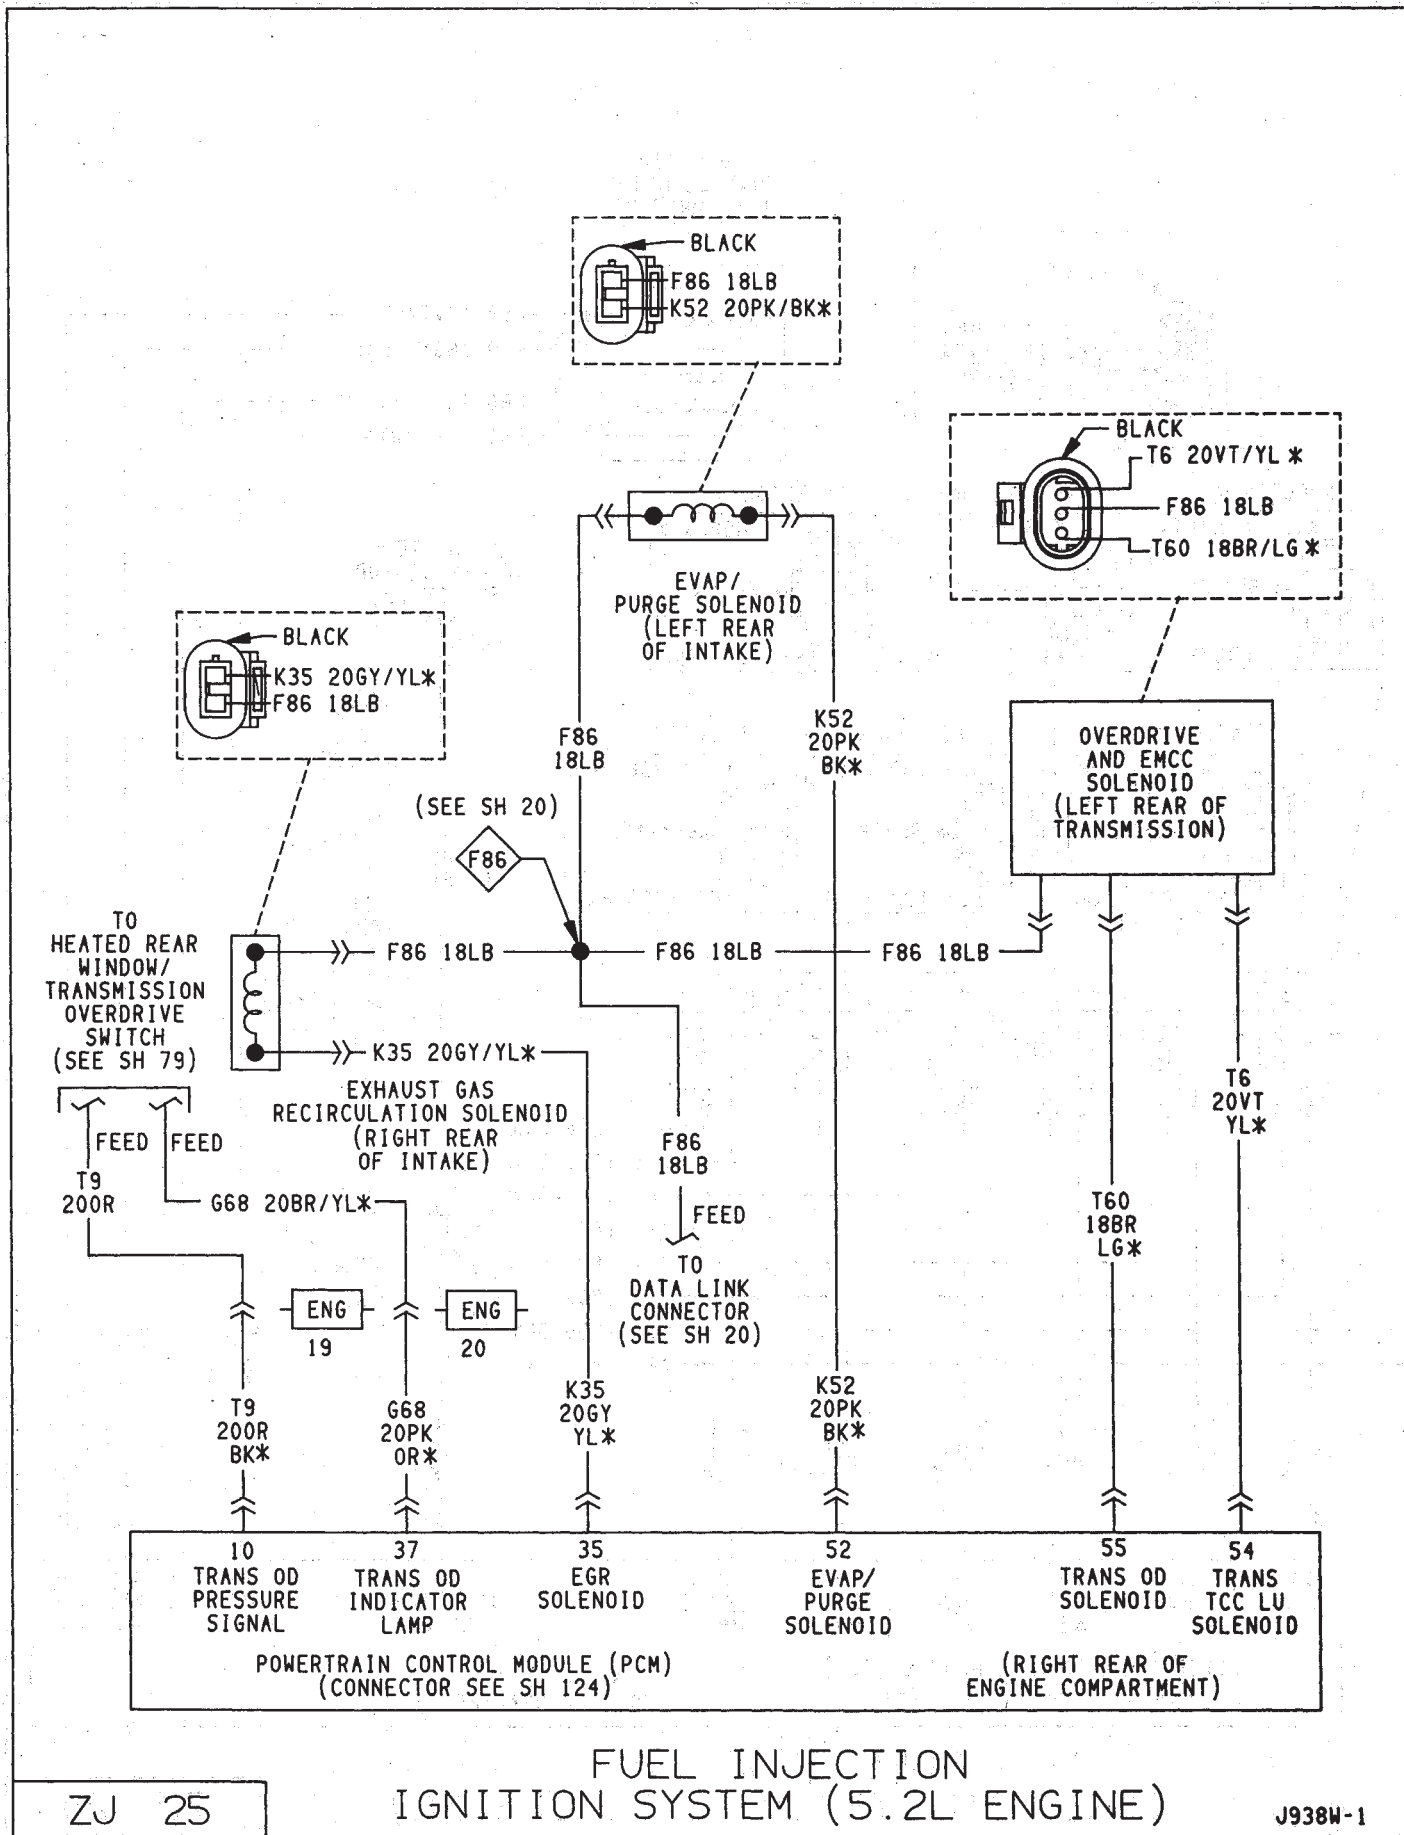 BLACK
F86 18LB
K52 20PK/BK*
BLACK
T6 20VT/YL *
F86 18LB
T60 18BR/LG *
EVAP/
PURGE SOLENOID
(LEFT REAR
OF INTAKE)
BLACK
K35 20GY/YL*
F86 18LB
F86
18LB
K52
20PK
BK*
OVERDRIVE
AND EMCC
SOLENOID
(LEFT REAR OF
TRANSMISSION)
(SEE SH 20)
F86
TO
HEATED REAR
WINDOW/
TRANSMISSION
OVERDRIVE
SWITCH
(SEE SH 79)
F86 18LB
F86 18LB
F86 18LB
K35 20GY/YL*
EXHAUST GAS
RECIRCULATION SOLENOID
(RIGHT REAR
OF INTAKE)
FEED
FEED
T9
20OR
G68 20BR/YL*
F86
18LB
FEED
TO
DATA LINK
CONNECTOR
(SEE SH 20)
T6
20VT
YL*
T60
18BR
LG*
ENG
19
ENG
20
T9
20OR
BK*
G68
20PK
OR*
K35
20GY
YL*
K52
20PK
BK*
10
TRANS OD
PRESSURE
SIGNAL
37
TRANS OD
INDICATOR
LAMP
35
EGR
SOLENOID
52
EVAP/
PURGE
SOLENOID
55
TRANS OD
SOLENOID
54
TRANS
TCC LU
SOLENOID
POWERTRAIN CONTROL MODULE (PCM)
(CONNECTOR SEE SH 124)
(RIGHT REAR OF
ENGINE COMPARTMENT)
FUEL INJECTION
IGNITION SYSTEM (5.2L ENGINE)
ZJ 25
J938W-1